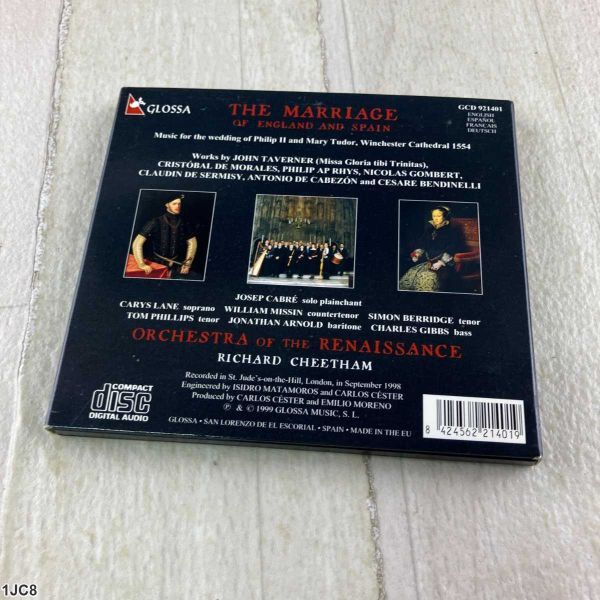 GLOSSA
THE MARRIAGE
OF ENGLAND AND SPAIN
GCD 921401
ENGLISH
ESPAÑOL
FRANÇAIS
DEUTSCH
Music for the wedding of Philip II and Mary Tudor, Winchester Cathedral 1554
Works by JOHN TAVERNER (Missa Gloria tibi Trinitas),
CRISTÓBAL DE MORALES, PHILIP AP RHYS, NICOLAS GOMBERT,
CLAUDIN DE SERMISY, ANTONIO DE CABEZÓN and CESARE BENDINELLI
JOSEP CABRÉ solo plainchant
CARYS LANE soprano WILLIAM MISSIN countertenor SIMON BERRIDGE tenor
TOM PHILLIPS tenor JONATHAN ARNOLD baritone CHARLES GIBBS bass
ORCHESTRA OF THE RENAISSANCE
RICHARD CHEETHAM
Recorded in St. Jude's-on-the-Hill, London, in September 1998
Engineered by ISIDRO MATAMOROS and CARLOS CÉSTER
Produced by CARLOS CÉSTER and EMILIO MORENO
℗ & © 1999 GLOSSA MUSIC, S. L.
GLOSSA · SAN LORENZO DE EL ESCORIAL · SPAIN · MADE IN THE EU
COMPACT
disc
DIGITAL AUDIO
8 424562 214019
1JC8